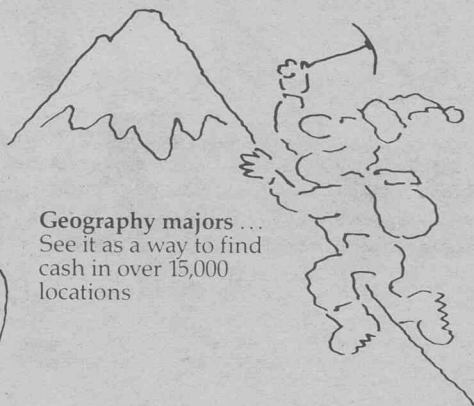 Geography majors ...
See it as a way to find
cash in over 15,000
locations